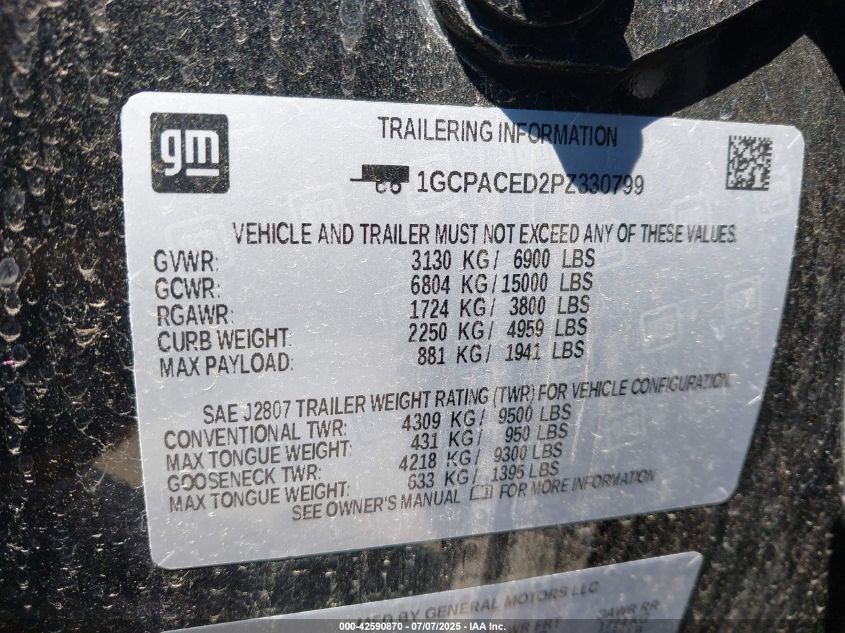 gm
TRAILERING INFORMATION
1GCPACED2PZ330799
VEHICLE AND TRAILER MUST NOT EXCEED ANY OF THESE VALUES.
GVWR: 3130 KG / 6900 LBS
GCWR: 6804 KG / 15000 LBS
RGAWR: 1724 KG / 3800 LBS
CURB WEIGHT: 2250 KG / 4959 LBS
MAX PAYLOAD: 881 KG / 1941 LBS
SAE J2807 TRAILER WEIGHT RATING (TWR) FOR VEHICLE CONFIGURATION.
CONVENTIONAL TWR: 4309 KG / 9500 LBS
MAX TONGUE WEIGHT: 431 KG / 950 LBS
GOOSENECK TWR: 4218 KG / 9300 LBS
MAX TONGUE WEIGHT: 633 KG / 1395 LBS
SEE OWNER'S MANUAL FOR MORE INFORMATION
BY GENERAL MOTORS LLC
GAWR RR
FRT
000-42590870 - 07/07/2025 - IAA Inc.